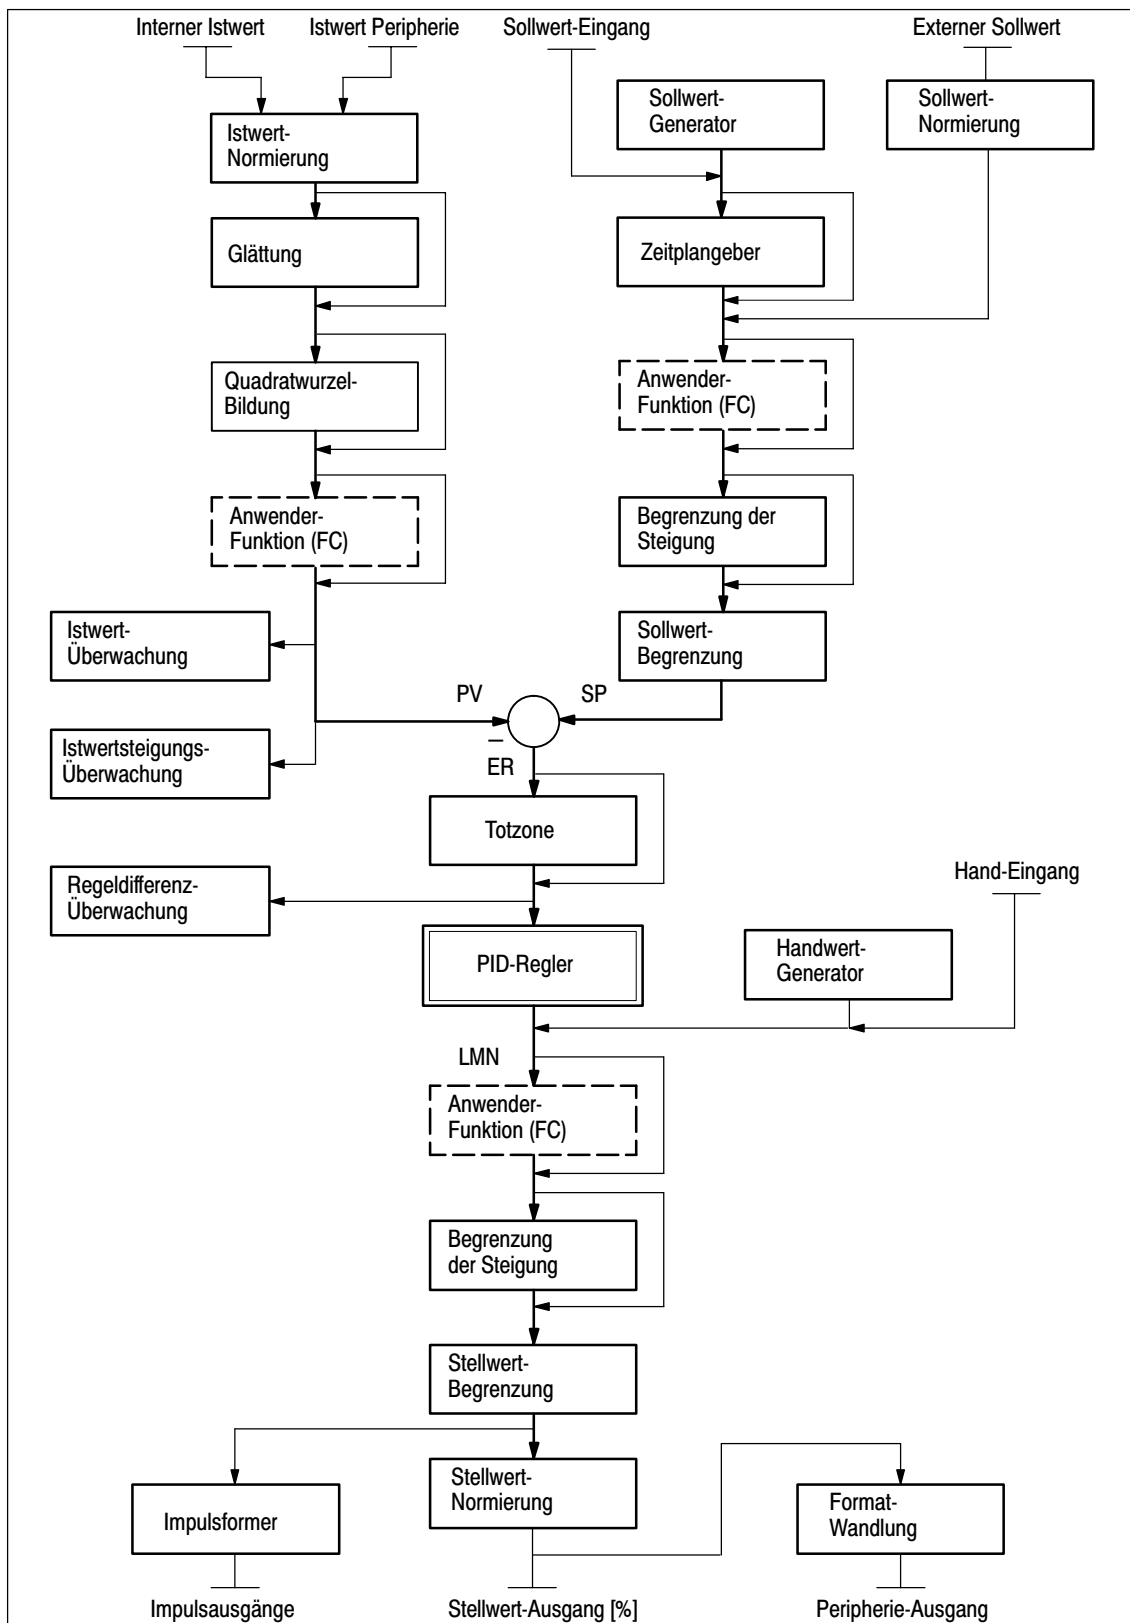 Interner Istwert
Istwert Peripherie
Sollwert-Eingang
Externer Sollwert
Istwert-
Normierung
Sollwert-
Generator
Sollwert-
Normierung
Glättung
Zeitplangeber
Quadratwurzel-
Bildung
Anwender-
Funktion (FC)
Anwender-
Funktion (FC)
Begrenzung der
Steigung
Istwert-
Überwachung
Sollwert-
Begrenzung
PV
SP
Istwertsteigungs-
Überwachung
–
ER
Totzone
Regeldifferenz-
Überwachung
Hand-Eingang
PID-Regler
Handwert-
Generator
LMN
Anwender-
Funktion (FC)
Begrenzung
der Steigung
Stellwert-
Begrenzung
Impulsformer
Stellwert-
Normierung
Format-
Wandlung
Impulsausgänge
Stellwert-Ausgang [%]
Peripherie-Ausgang